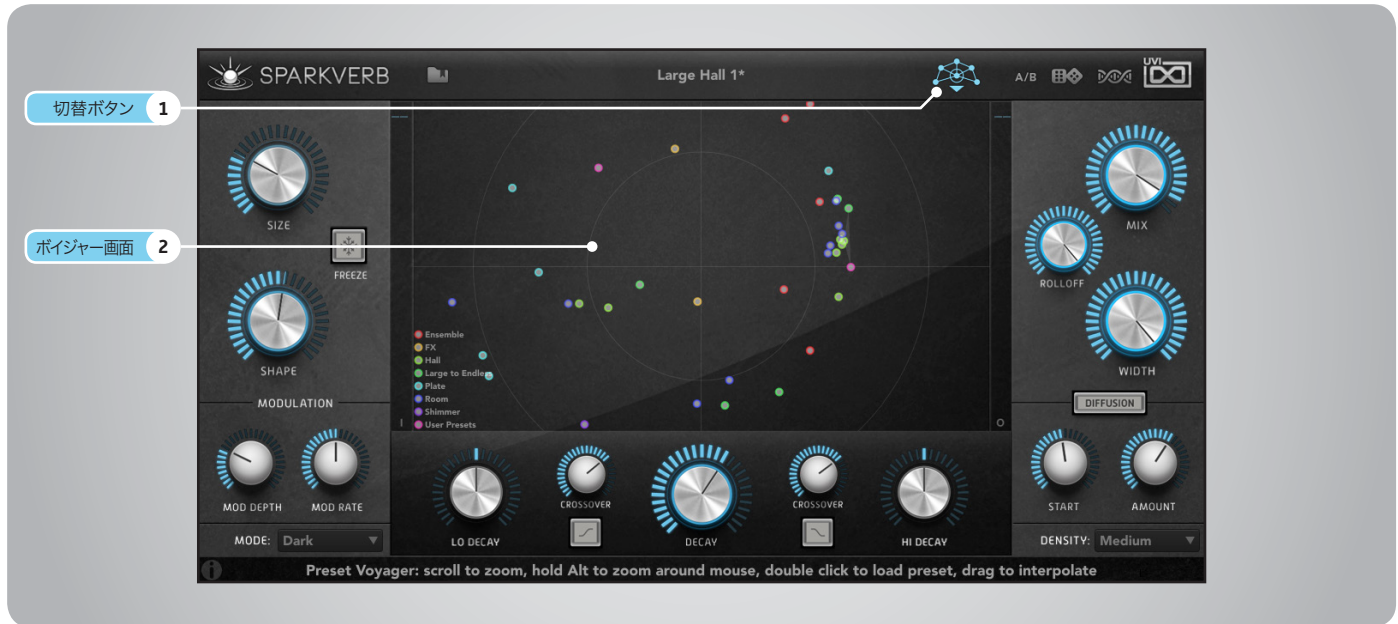 SPARKVERB
Large Hall 1*
A/B
UVI
切替ボタン 1
SIZE
MIX
ボイジャー画面 2
FREEZE
ROLLOFF
Ensemble
FX
Hall
SHAPE
Large to Endless
WIDTH
Plate
Room
MODULATION
DIFFUSION
Shimmer
I
O
User Presets
MOD DEPTH
MOD RATE
CROSSOVER
CROSSOVER
START
AMOUNT
LO DECAY
DECAY
HI DECAY
MODE: Dark
DENSITY: Medium
Preset Voyager: scroll to zoom, hold Alt to zoom around mouse, double click to load preset, drag to interpolate